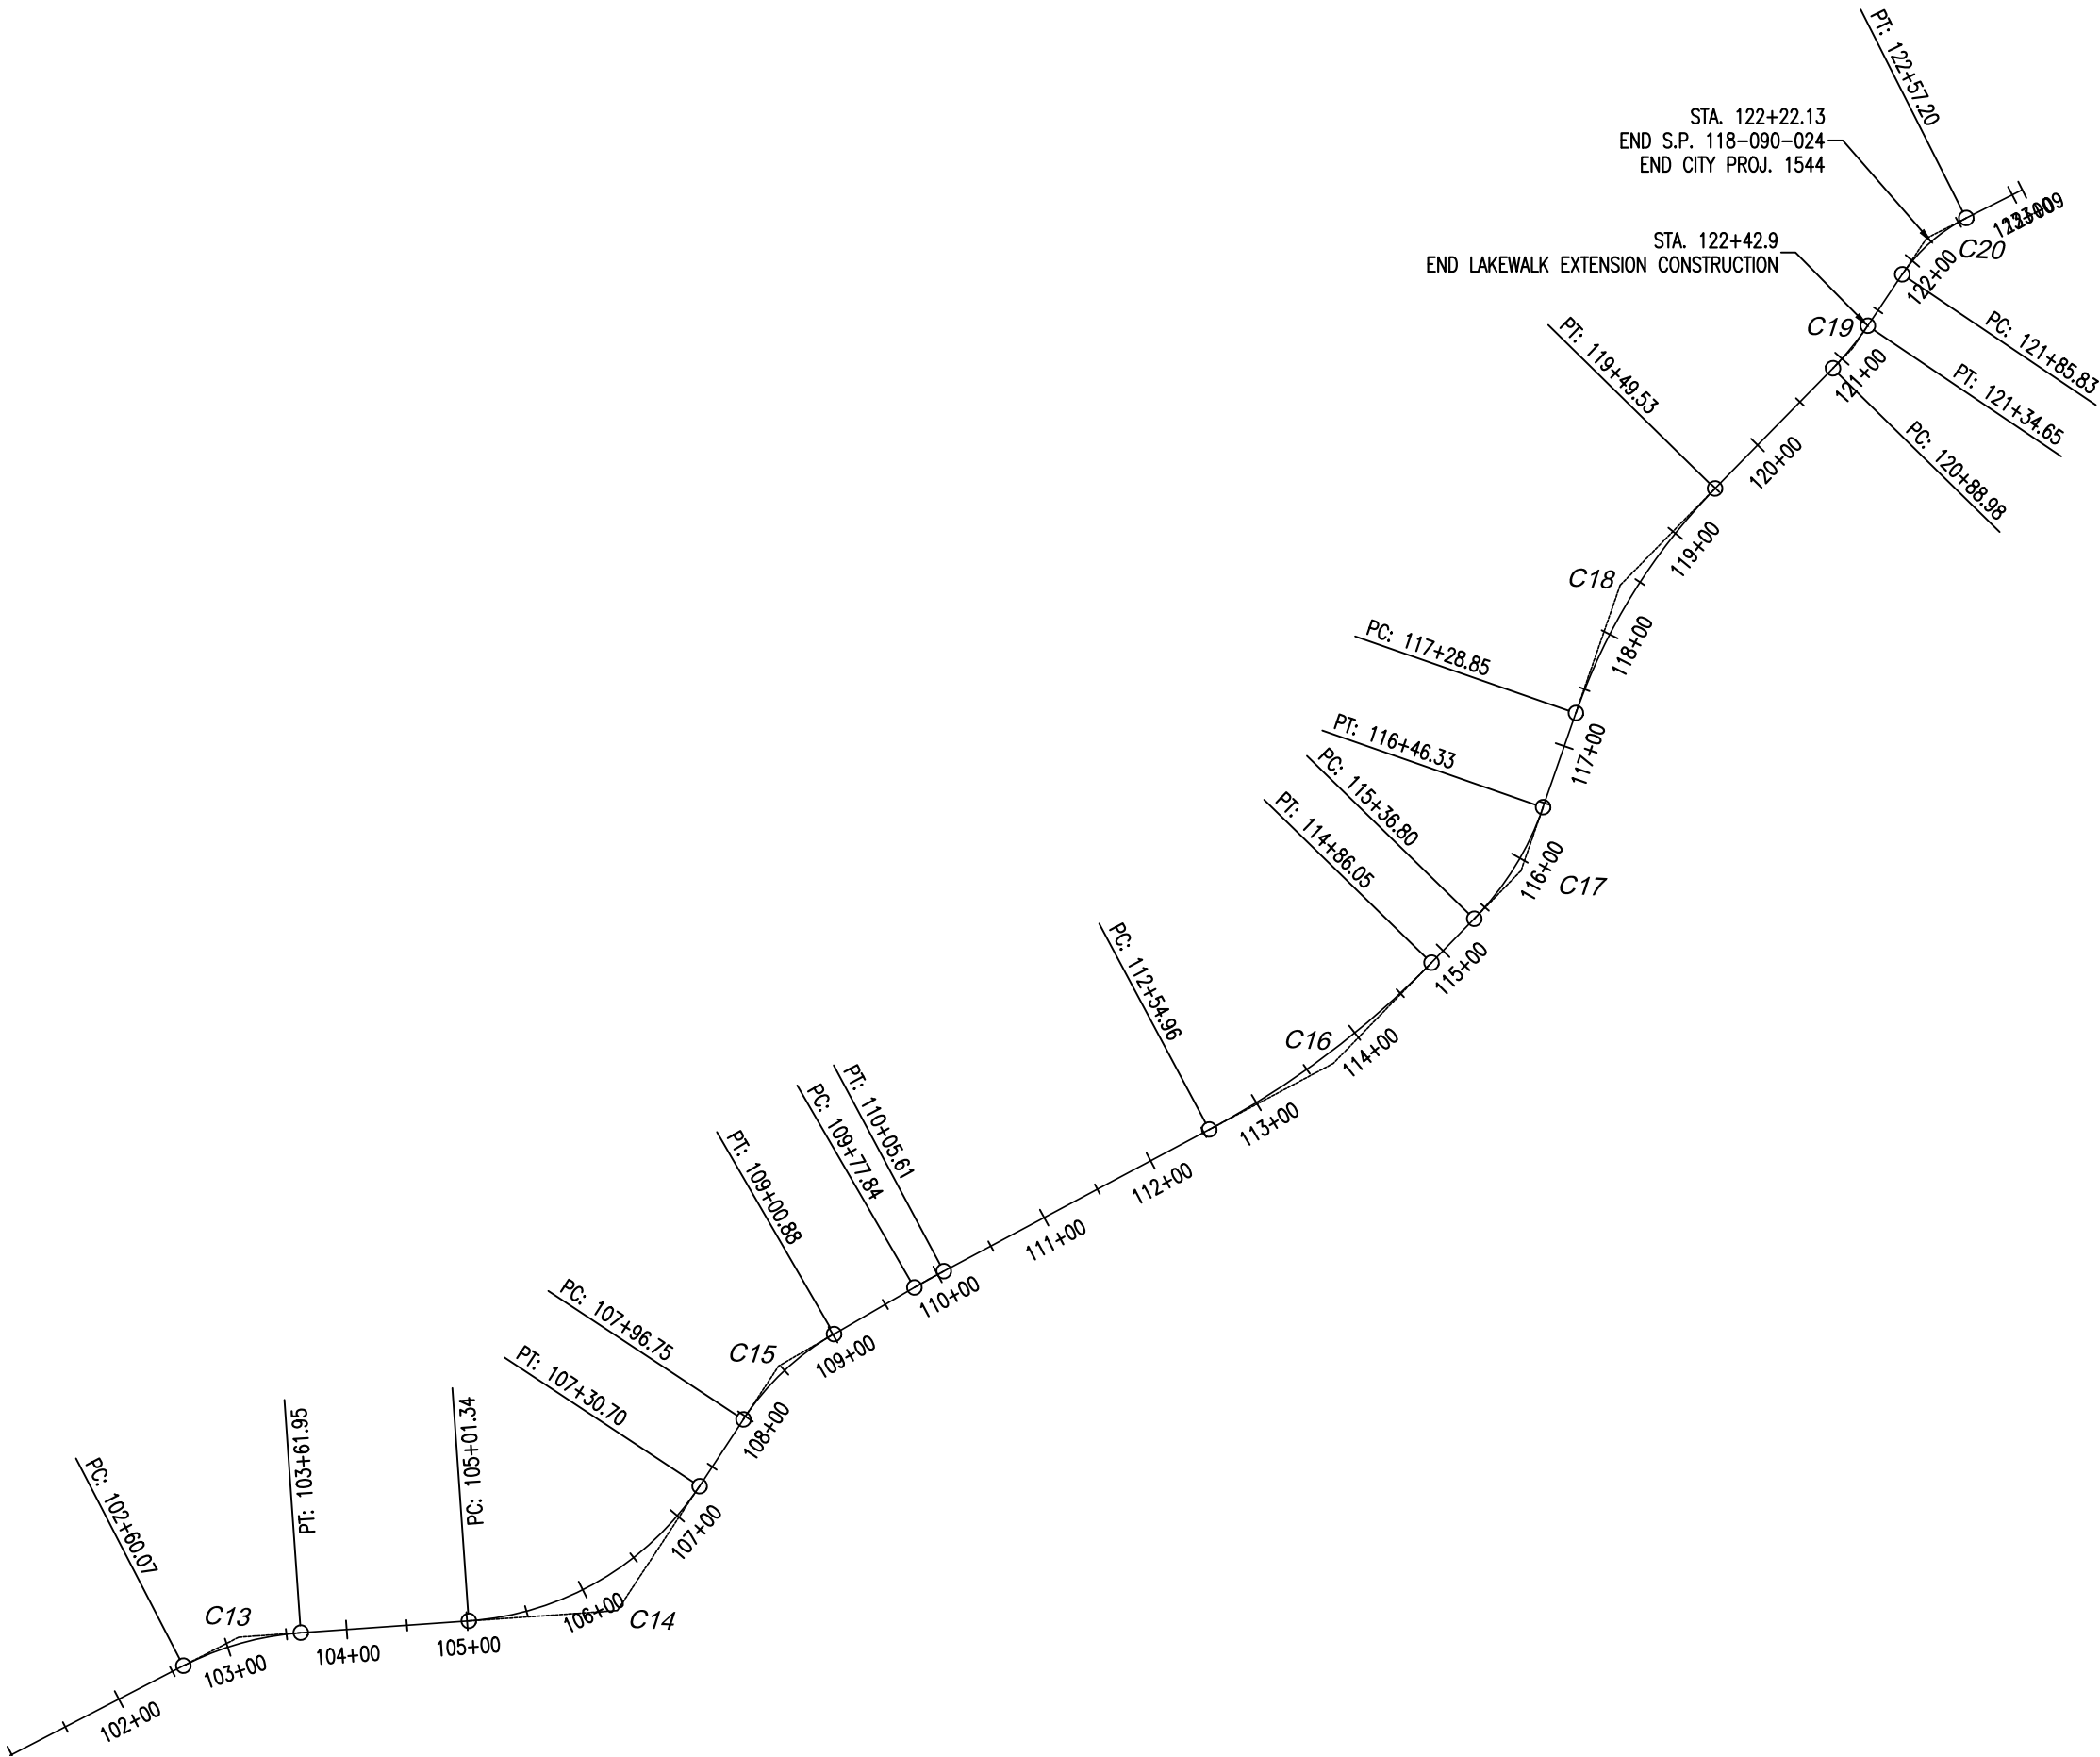 PT: 122+57.20
STA. 122+22.13
END S.P. 118-090-024
END CITY PROJ. 1544
123+00
C20
STA. 122+42.9
END LAKEWALK EXTENSION CONSTRUCTION
122+00
PC: 121+85.83
C19
PT: 121+34.65
121+00
PC: 120+88.98
PT: 119+49.53
120+00
119+00
C18
118+00
PC: 117+28.85
117+00
PT: 116+46.33
PC: 115+36.80
PT: 114+86.05
116+00
C17
115+00
PC: 112+54.96
C16
114+00
113+00
112+00
PT: 110+05.61
PC: 109+77.84
PT: 109+00.88
111+00
110+00
PC: 107+96.75
C15
109+00
PT: 107+30.70
108+00
PC: 105+01.34
PT: 103+61.95
PC: 102+60.07
107+00
106+00
C14
C13
105+00
104+00
103+00
102+00